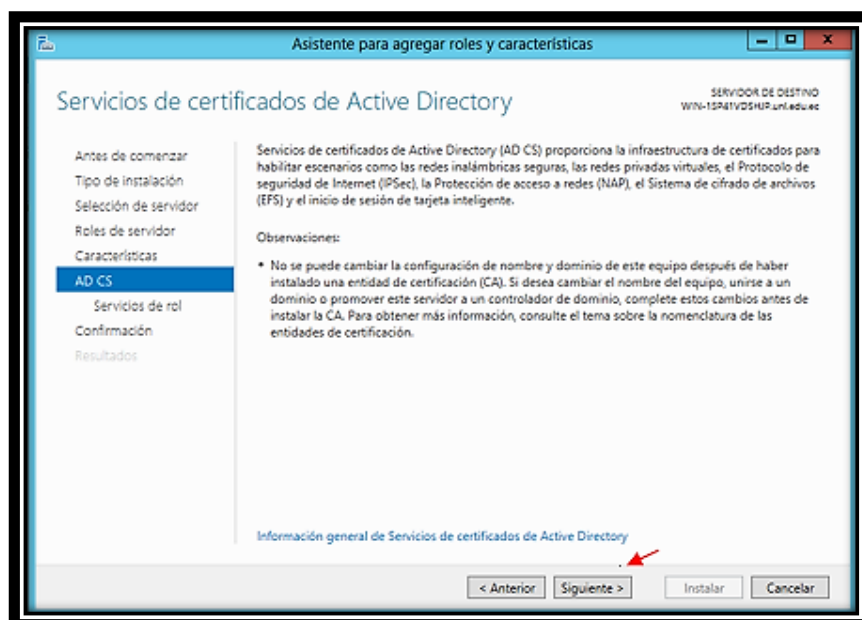 Asistente para agregar roles y características
Servicios de certificados de Active Directory
SERVIDOR DE DESTINO
WIN-1SP41VDSHJP.unl.edu.ec
Antes de comenzar
Tipo de instalación
Selección de servidor
Roles de servidor
Características
AD CS
Servicios de rol
Confirmación
Resultados
Servicios de certificados de Active Directory (AD CS) proporciona la infraestructura de certificados para
habilitar escenarios como las redes inalámbricas seguras, las redes privadas virtuales, el Protocolo de
seguridad de Internet (IPSec), la Protección de acceso a redes (NAP), el Sistema de cifrado de archivos
(EFS) y el inicio de sesión de tarjeta inteligente.
Observaciones:
• No se puede cambiar la configuración de nombre y dominio de este equipo después de haber
instalado una entidad de certificación (CA). Si desea cambiar el nombre del equipo, unirse a un
dominio o promover este servidor a un controlador de dominio, complete estos cambios antes de
instalar la CA. Para obtener más información, consulte el tema sobre la nomenclatura de las
entidades de certificación.
Información general de Servicios de certificados de Active Directory
< Anterior Siguiente > Instalar Cancelar